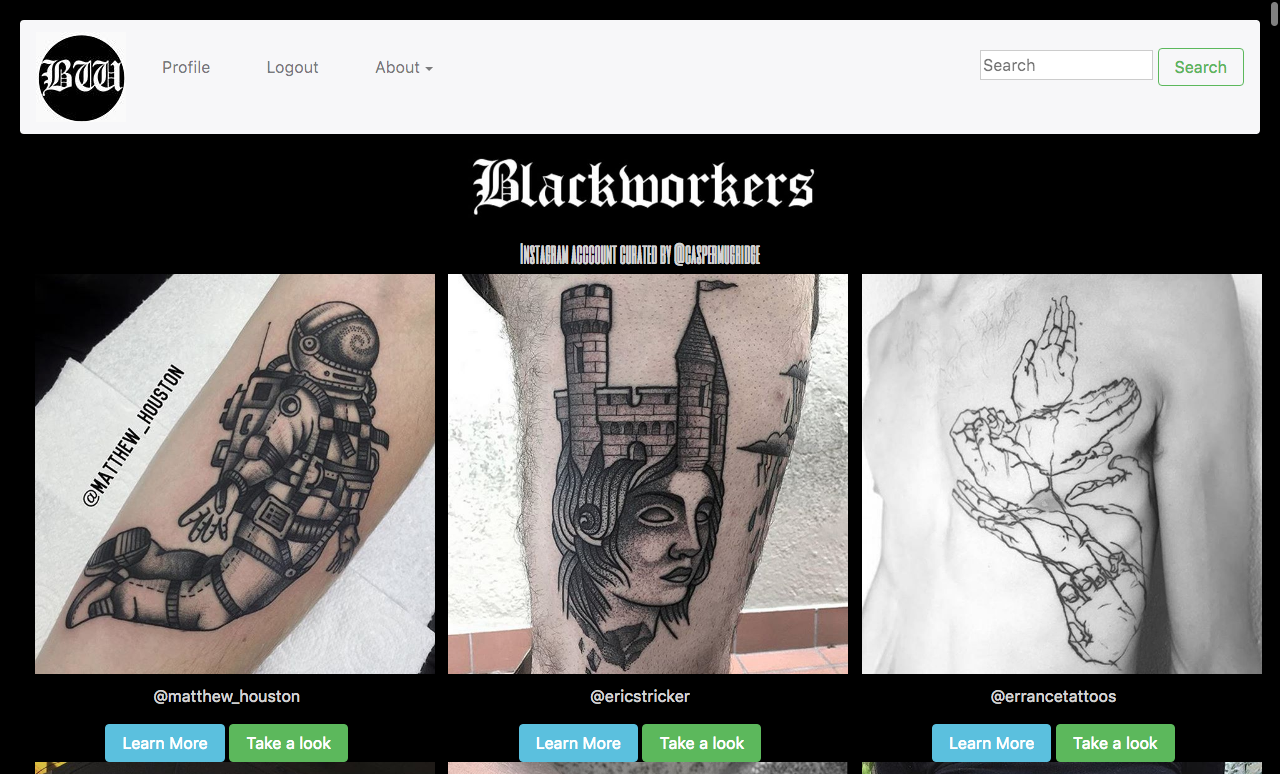 BW
Profile
Logout
About
Search
Search
Blackworkers
Instagram acccount curated by @caspermugridge
@MATTHEW_HOUSTON
@matthew_houston
@ericstricker
@errancetattoos
Learn More
Take a look
Learn More
Take a look
Learn More
Take a look